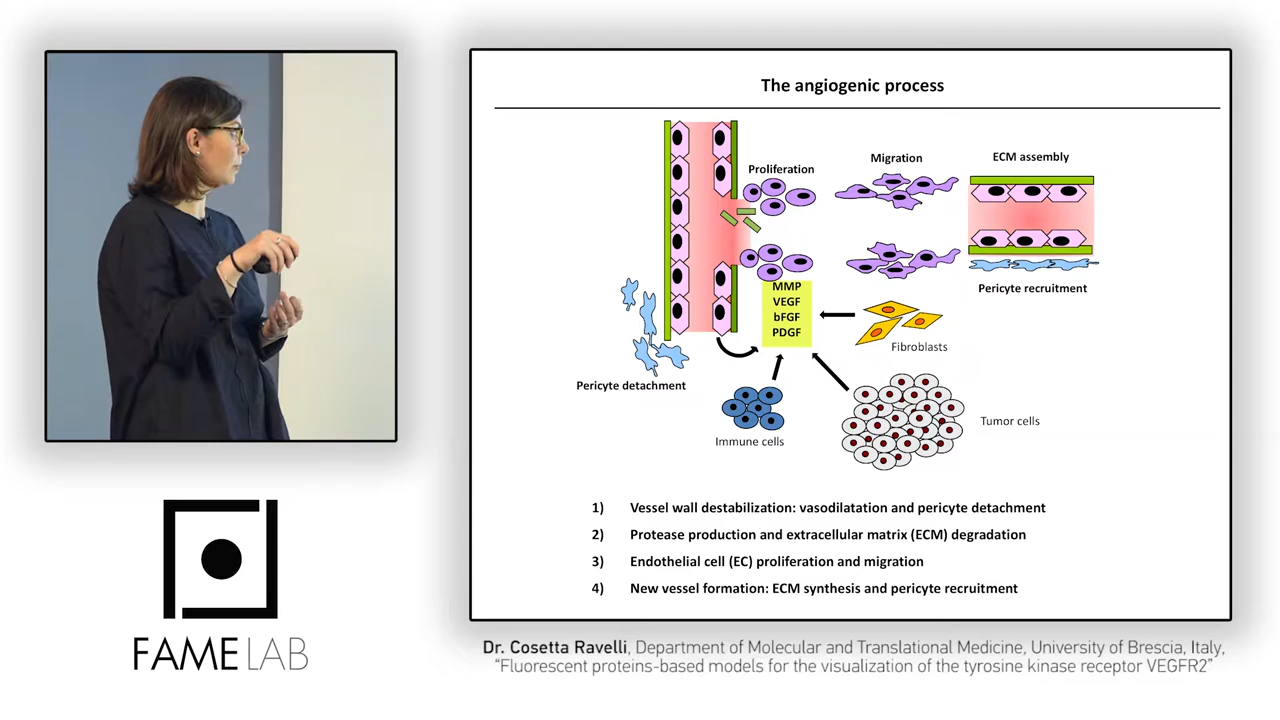 The angiogenic process
Proliferation
Migration
ECM assembly
MMP
VEGF
bFGF
PDGF
Pericyte recruitment
Fibroblasts
Pericyte detachment
Immune cells
Tumor cells
1) Vessel wall destabilization: vasodilatation and pericyte detachment
2) Protease production and extracellular matrix (ECM) degradation
3) Endothelial cell (EC) proliferation and migration
4) New vessel formation: ECM synthesis and pericyte recruitment
FAME LAB
Dr. Cosetta Ravelli, Department of Molecular and Translational Medicine, University of Brescia, Italy,
“Fluorescent proteins-based models for the visualization of the tyrosine kinase receptor VEGFR2”